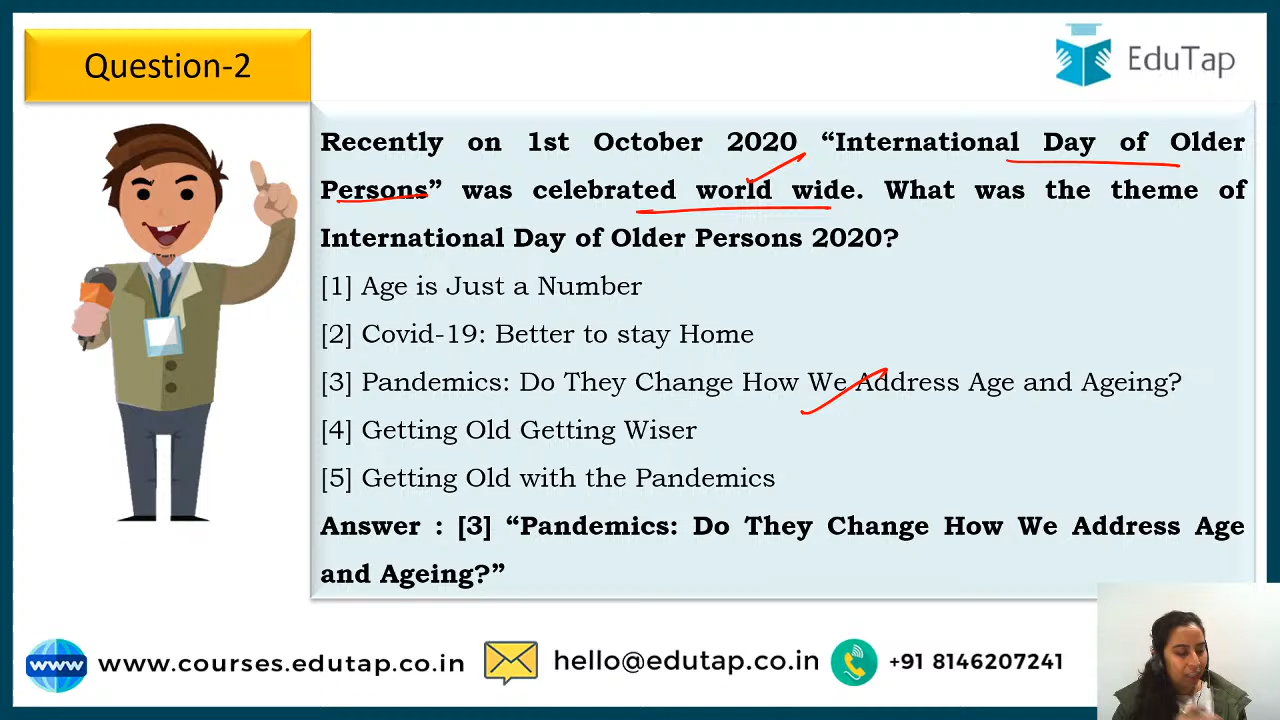 Question-2
EduTap
Recently on 1st October 2020 “International Day of Older
Persons” was celebrated world wide. What was the theme of
International Day of Older Persons 2020?
[1] Age is Just a Number
[2] Covid-19: Better to stay Home
[3] Pandemics: Do They Change How We Address Age and Ageing?
[4] Getting Old Getting Wiser
[5] Getting Old with the Pandemics
Answer : [3] “Pandemics: Do They Change How We Address Age
and Ageing?”
www www.courses.edutap.co.in hello@edutap.co.in +91 8146207241